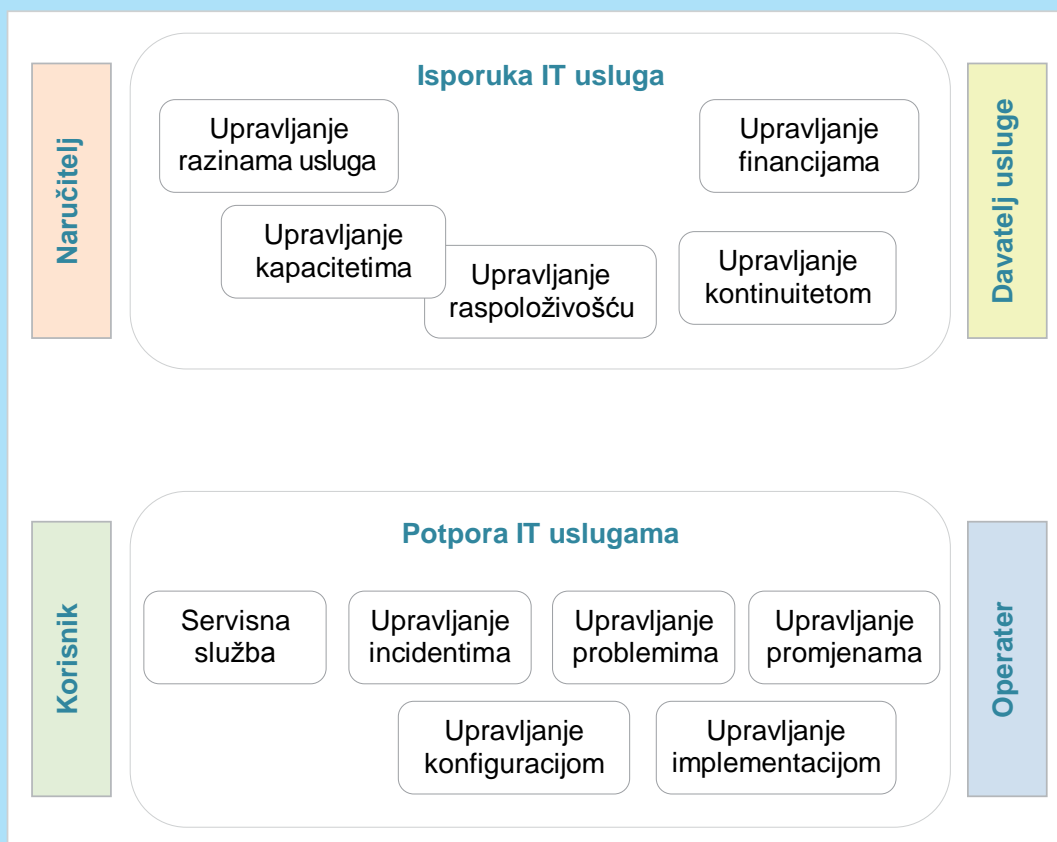 Naručitelj
Isporuka IT usluga
Upravljanje
razinama usluga
Upravljanje
financijama
Upravljanje
kapacitetima
Upravljanje
raspoloživošću
Upravljanje
kontinuitetom
Davatelj usluge
Korisnik
Potpora IT uslugama
Servisna
služba
Upravljanje
incidentima
Upravljanje
problemima
Upravljanje
promjenama
Upravljanje
konfiguracijom
Upravljanje
implementacijom
Operater